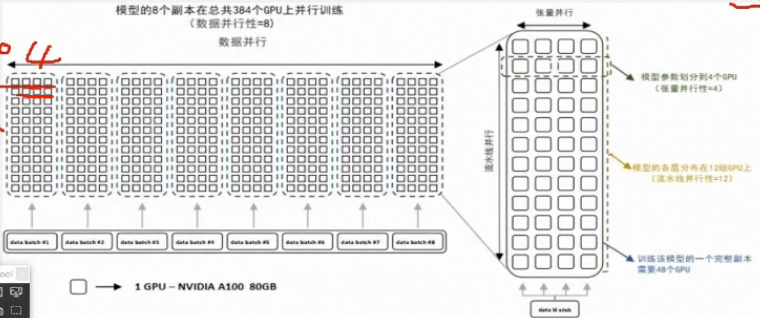 模型的8个副本在总共384个GPU上并行训练
(数据并行性=8)
数据并行
4
data batch #1
data batch #2
data batch #3
data batch #4
data batch #5
data batch #6
data batch #7
data batch #8
1 GPU – NVIDIA A100 80GB
张量并行
流水线并行
模型参数划分到4个GPU
(张量并行性=4)
模型的各层分布在12组GPU上
(流水线并行性=12)
训练该模型的一个完整副本
需要48个GPU